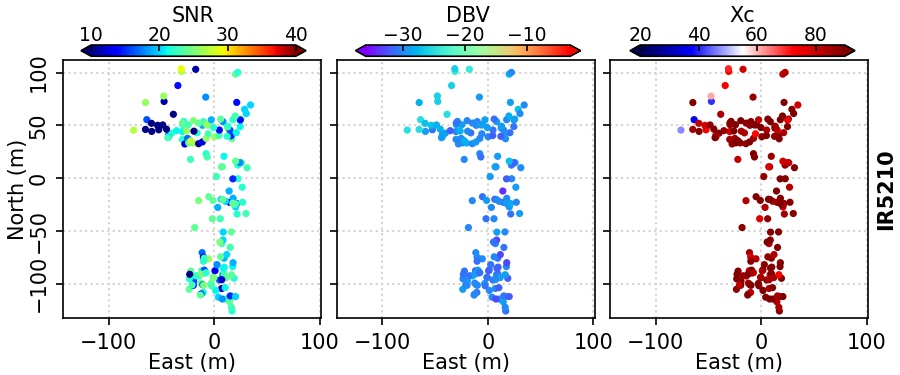 SNR DBV Xc
10 20 30 40 −30 −20 −10 20 40 60 80
North (m)
100
50
0
−50
−100
−100 0 100 −100 0 100 −100 0 100
East (m) East (m) East (m)
IR5210